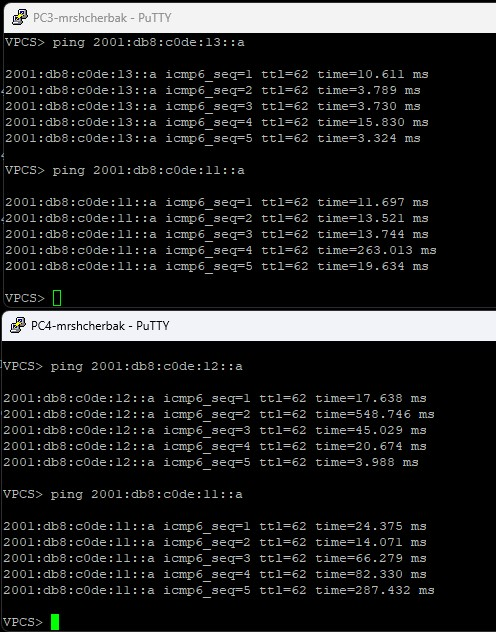 PC3-mrshcherbak - PuTTY
VPCS> ping 2001:db8:c0de:13::a
2001:db8:c0de:13::a icmp6_seq=1 ttl=62 time=10.611 ms
2001:db8:c0de:13::a icmp6_seq=2 ttl=62 time=3.789 ms
2001:db8:c0de:13::a icmp6_seq=3 ttl=62 time=3.730 ms
2001:db8:c0de:13::a icmp6_seq=4 ttl=62 time=15.830 ms
2001:db8:c0de:13::a icmp6_seq=5 ttl=62 time=3.324 ms
VPCS> ping 2001:db8:c0de:11::a
2001:db8:c0de:11::a icmp6_seq=1 ttl=62 time=11.697 ms
2001:db8:c0de:11::a icmp6_seq=2 ttl=62 time=13.521 ms
2001:db8:c0de:11::a icmp6_seq=3 ttl=62 time=13.744 ms
2001:db8:c0de:11::a icmp6_seq=4 ttl=62 time=263.013 ms
2001:db8:c0de:11::a icmp6_seq=5 ttl=62 time=19.634 ms
VPCS>
PC4-mrshcherbak - PuTTY
VPCS> ping 2001:db8:c0de:12::a
2001:db8:c0de:12::a icmp6_seq=1 ttl=62 time=17.638 ms
2001:db8:c0de:12::a icmp6_seq=2 ttl=62 time=548.746 ms
2001:db8:c0de:12::a icmp6_seq=3 ttl=62 time=45.029 ms
2001:db8:c0de:12::a icmp6_seq=4 ttl=62 time=20.674 ms
2001:db8:c0de:12::a icmp6_seq=5 ttl=62 time=3.988 ms
VPCS> ping 2001:db8:c0de:11::a
2001:db8:c0de:11::a icmp6_seq=1 ttl=62 time=24.375 ms
2001:db8:c0de:11::a icmp6_seq=2 ttl=62 time=14.071 ms
2001:db8:c0de:11::a icmp6_seq=3 ttl=62 time=66.279 ms
2001:db8:c0de:11::a icmp6_seq=4 ttl=62 time=82.330 ms
2001:db8:c0de:11::a icmp6_seq=5 ttl=62 time=287.432 ms
VPCS>